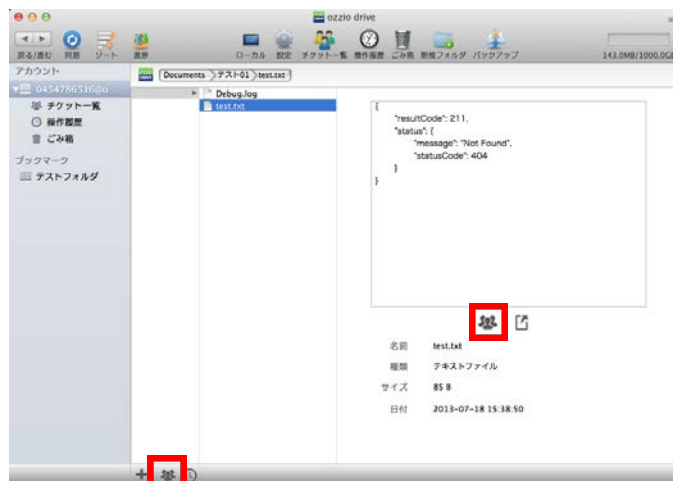 ozzio drive
戻る/進む 同期 ソート 進捗 ローカル 設定 チケット一覧 操作履歴 ごみ箱 新規フォルダ バックアップ 143.0MB/1000.0GB
アカウント
Documents テスト01 test.txt
チケット一覧
操作履歴
ごみ箱
ブックマーク
テストフォルダ
Debug.log
test.txt
{
"resultCode": 211,
"status": {
"message": "Not Found",
"statusCode": 404
}
}
名前 test.txt
種類 テキストファイル
サイズ 85 B
日付 2013-07-18 15:38:50